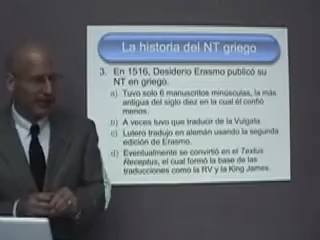 La historia del NT griego
3. En 1516, Desiderio Erasmo publicó su
NT en griego.
a) Tuvo solo 6 manuscritos minúsculas, la más
antigua del siglo diez en la cual él confió
menos.
b) A veces tuvo que traducir de la Vulgata.
c) Lutero tradujo en alemán usando la segunda
edición de Erasmo.
d) Eventualmente se convirtió en el Textus
Receptus, el cual formó la base de las
traducciones como la RV y la King James.